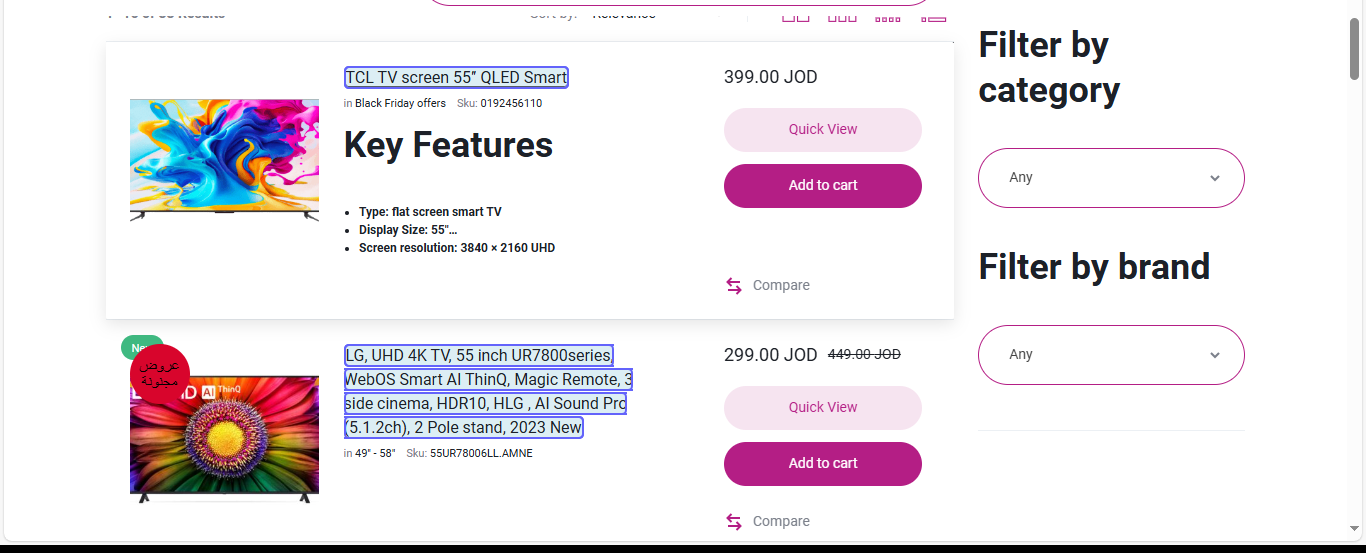 Sort by: Relevance
TCL TV screen 55" QLED Smart
in Black Friday offers Sku: 0192456110
Key Features
Type: flat screen smart TV
Display Size: 55"...
Screen resolution: 3840 × 2160 UHD
399.00 JOD
Quick View
Add to cart
Compare
عروض
مجنونة
AI ThinQ
LG, UHD 4K TV, 55 inch UR7800series,
WebOS Smart AI ThinQ, Magic Remote, 3
side cinema, HDR10, HLG , AI Sound Pro
(5.1.2ch), 2 Pole stand, 2023 New
in 49" - 58" Sku: 55UR78006LL.AMNE
299.00 JOD 449.00 JOD
Quick View
Add to cart
Compare
Filter by
category
Any
Filter by brand
Any